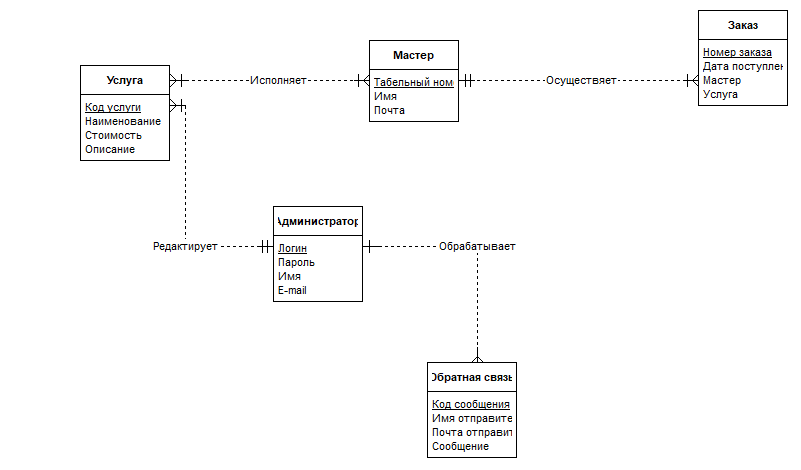 Заказ
Номер заказа
Дата поступлен
Мастер
Услуга
Мастер
Табельный ном
Имя
Почта
Осуществяет
Исполняет
Услуга
Код услуги
Наименование
Стоимость
Описание
Администратор
Логин
Пароль
Имя
E-mail
Редактирует
Обрабатывает
Обратная связь
Код сообщения
Имя отправите
Почта отправит
Сообщение